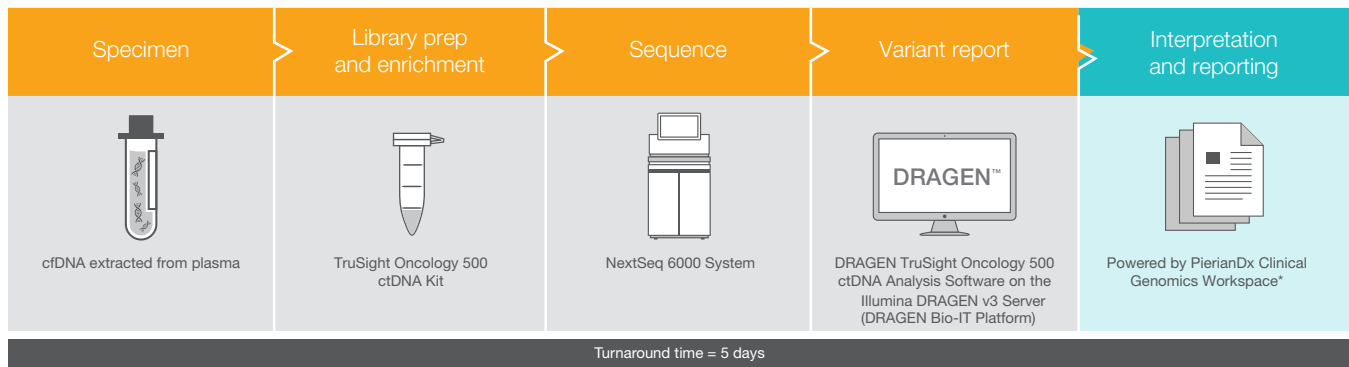 Specimen
Library prep
and enrichment
Sequence
Variant report
Interpretation
and reporting
DRAGEN™
cfDNA extracted from plasma
TruSight Oncology 500
ctDNA Kit
NextSeq 6000 System
DRAGEN TruSight Oncology 500
ctDNA Analysis Software on the
Illumina DRAGEN v3 Server
(DRAGEN Bio-IT Platform)
Powered by PierianDx Clinical
Genomics Workspace*
Turnaround time = 5 days